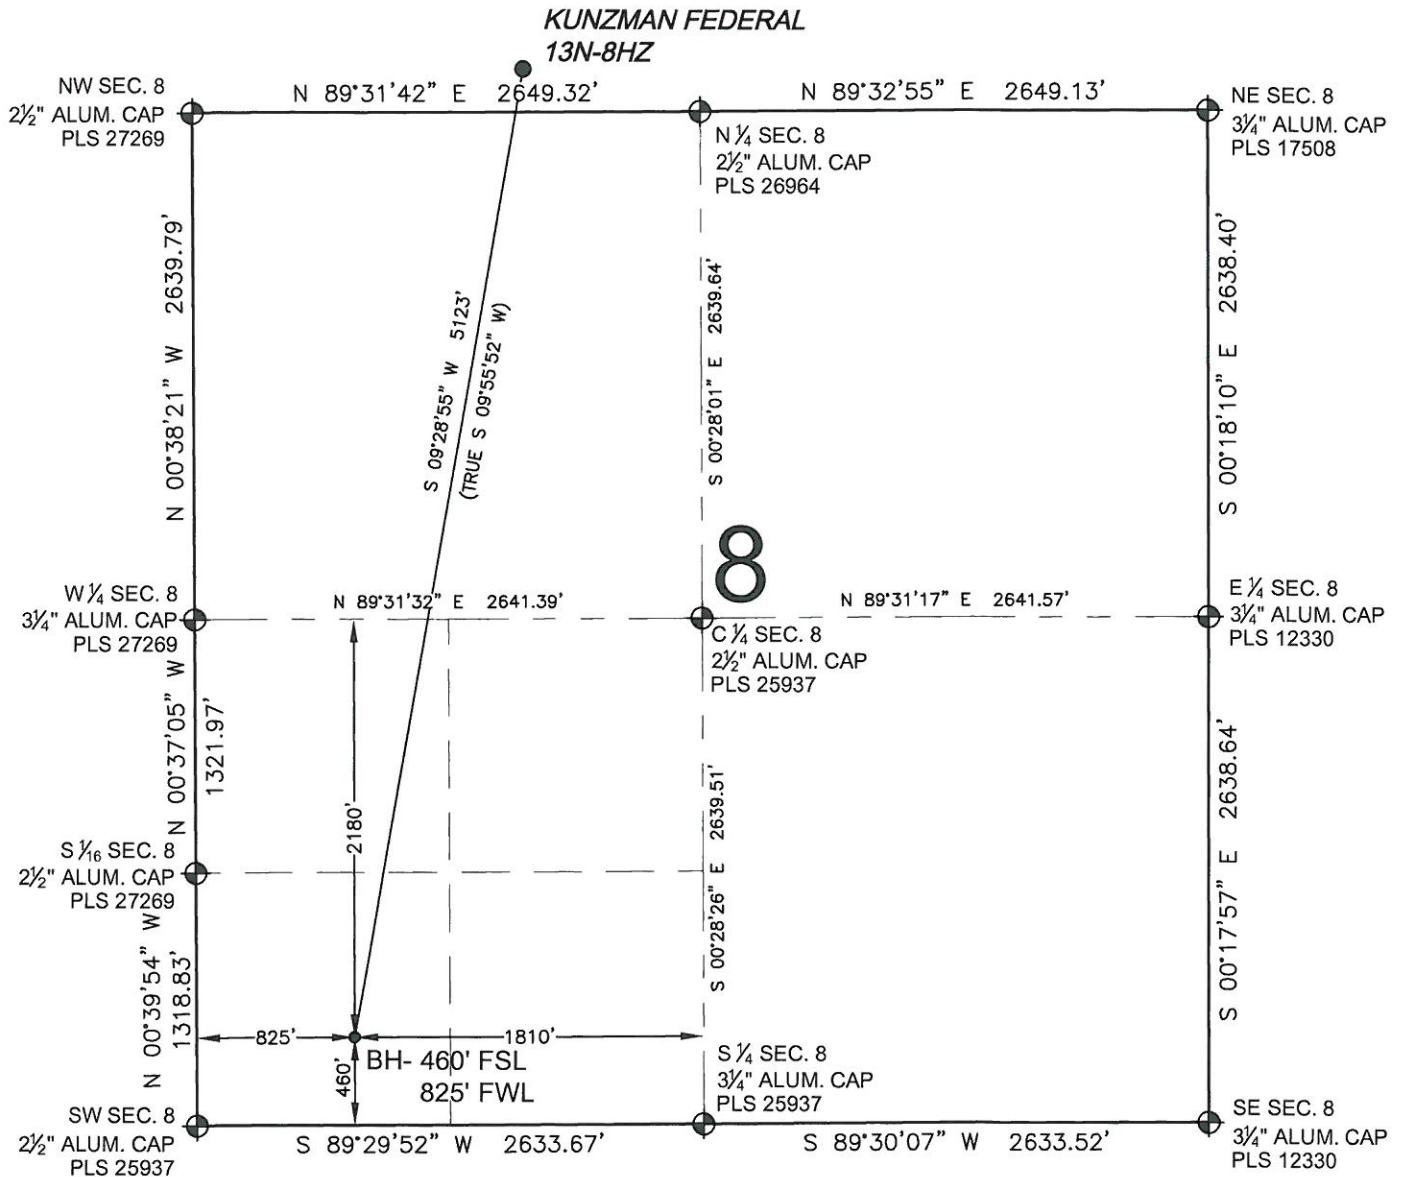 KUNZMAN FEDERAL
13N-8HZ
NW SEC. 8
2½" ALUM. CAP
PLS 27269
N 89°31'42" E 2649.32'
N 89°32'55" E 2649.13'
NE SEC. 8
3¼" ALUM. CAP
PLS 17508
N ¼ SEC. 8
2½" ALUM. CAP
PLS 26964
N 00°38'21" W 2639.79'
S 09°28'55" W 5123'
(TRUE S 09°55'52" W)
S 00°28'01" E 2639.64'
S 00°18'10" E 2638.40'
8
W ¼ SEC. 8
3¼" ALUM. CAP
PLS 27269
N 89°31'32" E 2641.39'
N 89°31'17" E 2641.57'
E ¼ SEC. 8
3¼" ALUM. CAP
PLS 12330
C ¼ SEC. 8
2½" ALUM. CAP
PLS 25937
N 00°37'05" W
1321.97'
2180'
S 00°28'26" E 2639.51'
S 00°17'57" E 2638.64'
S 1⁄16 SEC. 8
2½" ALUM. CAP
PLS 27269
N 00°39'54" W
1318.83'
825'
1810'
460'
BH- 460' FSL
825' FWL
S ¼ SEC. 8
3¼" ALUM. CAP
PLS 25937
SW SEC. 8
2½" ALUM. CAP
PLS 25937
S 89°29'52" W 2633.67'
S 89°30'07" W 2633.52'
SE SEC. 8
3¼" ALUM. CAP
PLS 12330